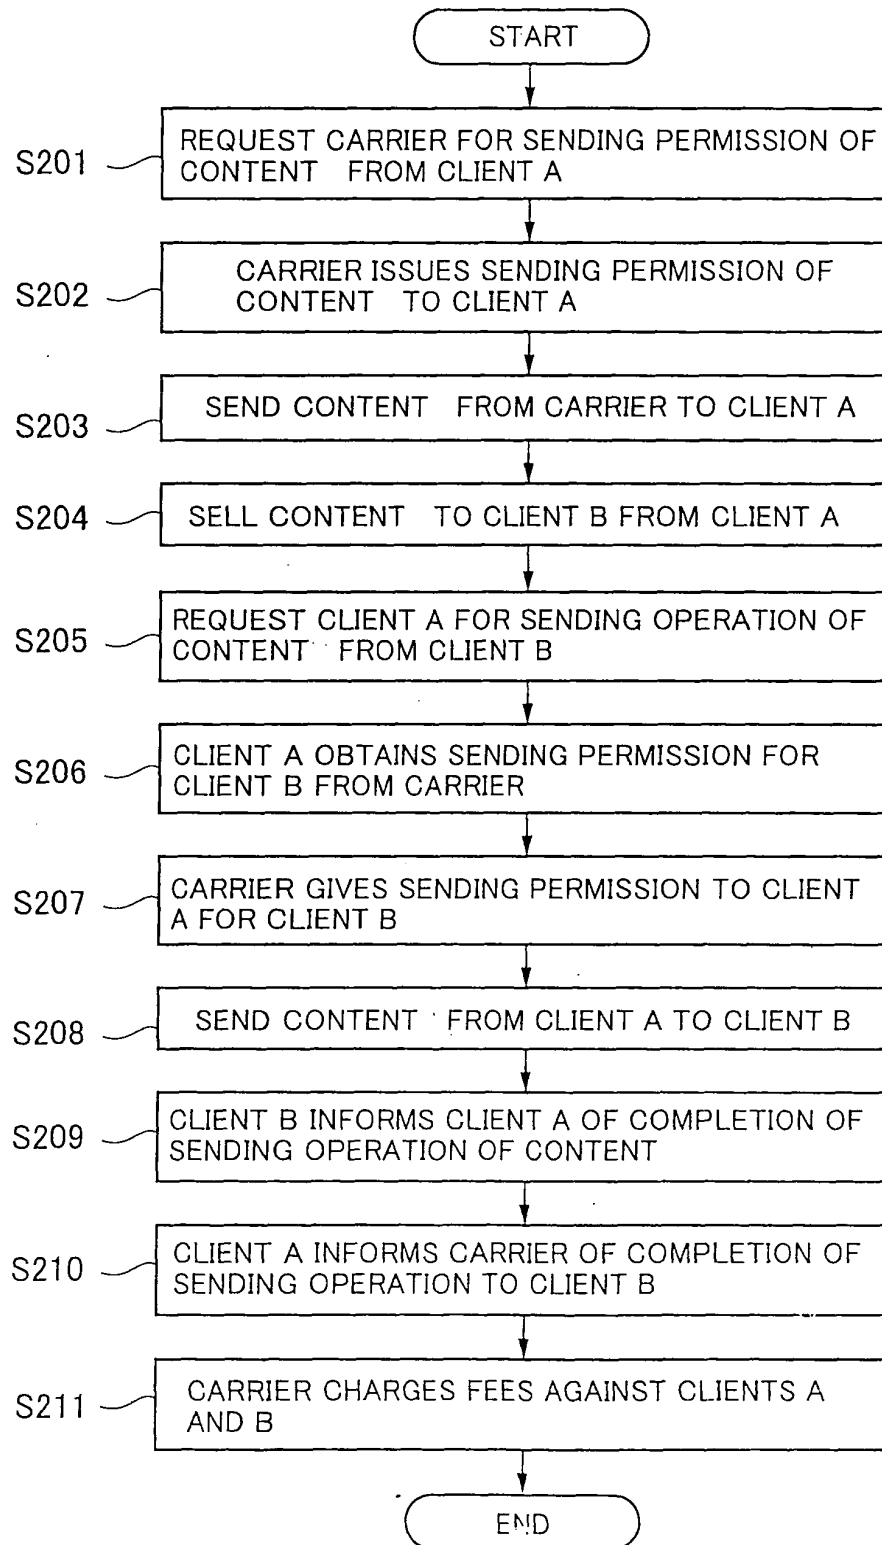 START
S201
REQUEST CARRIER FOR SENDING PERMISSION OF
CONTENT FROM CLIENT A
S202
CARRIER ISSUES SENDING PERMISSION OF
CONTENT TO CLIENT A
S203
SEND CONTENT FROM CARRIER TO CLIENT A
S204
SELL CONTENT TO CLIENT B FROM CLIENT A
S205
REQUEST CLIENT A FOR SENDING OPERATION OF
CONTENT FROM CLIENT B
S206
CLIENT A OBTAINS SENDING PERMISSION FOR
CLIENT B FROM CARRIER
S207
CARRIER GIVES SENDING PERMISSION TO CLIENT
A FOR CLIENT B
S208
SEND CONTENT FROM CLIENT A TO CLIENT B
S209
CLIENT B INFORMS CLIENT A OF COMPLETION OF
SENDING OPERATION OF CONTENT
S210
CLIENT A INFORMS CARRIER OF COMPLETION OF
SENDING OPERATION TO CLIENT B
S211
CARRIER CHARGES FEES AGAINST CLIENTS A
AND B
END